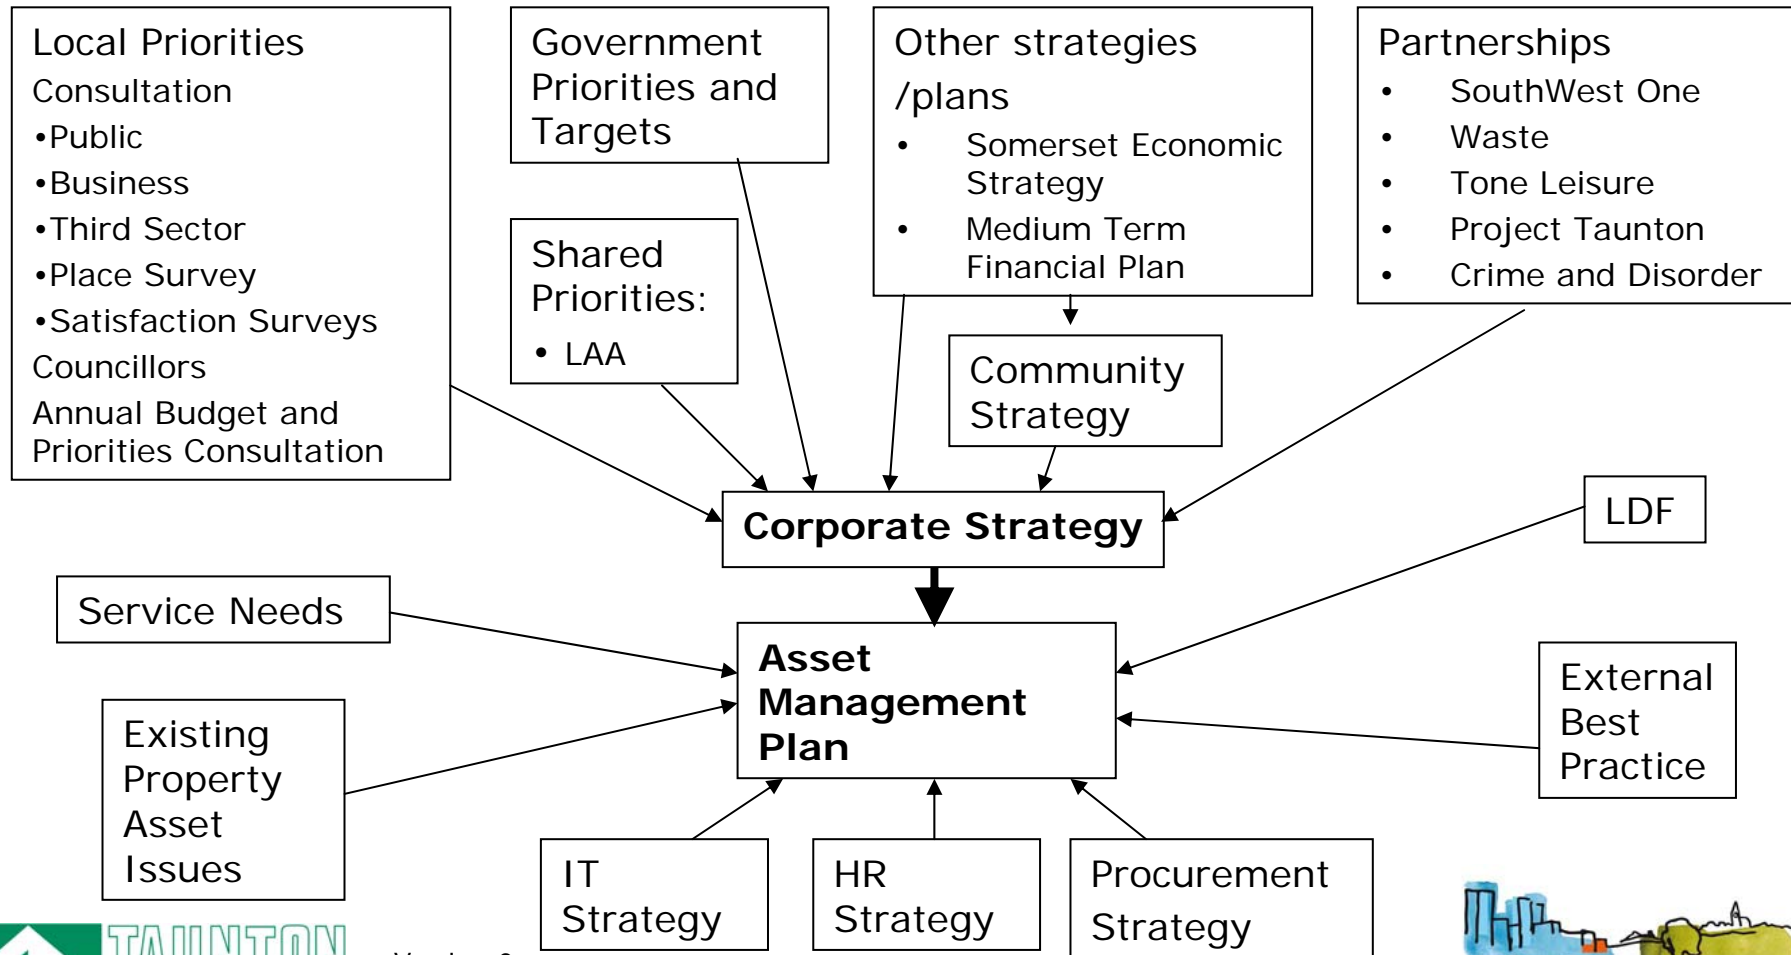 Local Priorities
Consultation
•Public
•Business
•Third Sector
•Place Survey
•Satisfaction Surveys
Councillors
Annual Budget and
Priorities Consultation
Government
Priorities and
Targets
Shared
Priorities:
• LAA
Other strategies
/plans
• Somerset Economic
Strategy
• Medium Term
Financial Plan
Community
Strategy
Partnerships
• SouthWest One
• Waste
• Tone Leisure
• Project Taunton
• Crime and Disorder
Corporate Strategy
LDF
Service Needs
Asset
Management
Plan
External
Best
Practice
Existing
Property
Asset
Issues
IT
Strategy
HR
Strategy
Procurement
Strategy
TAUNTON